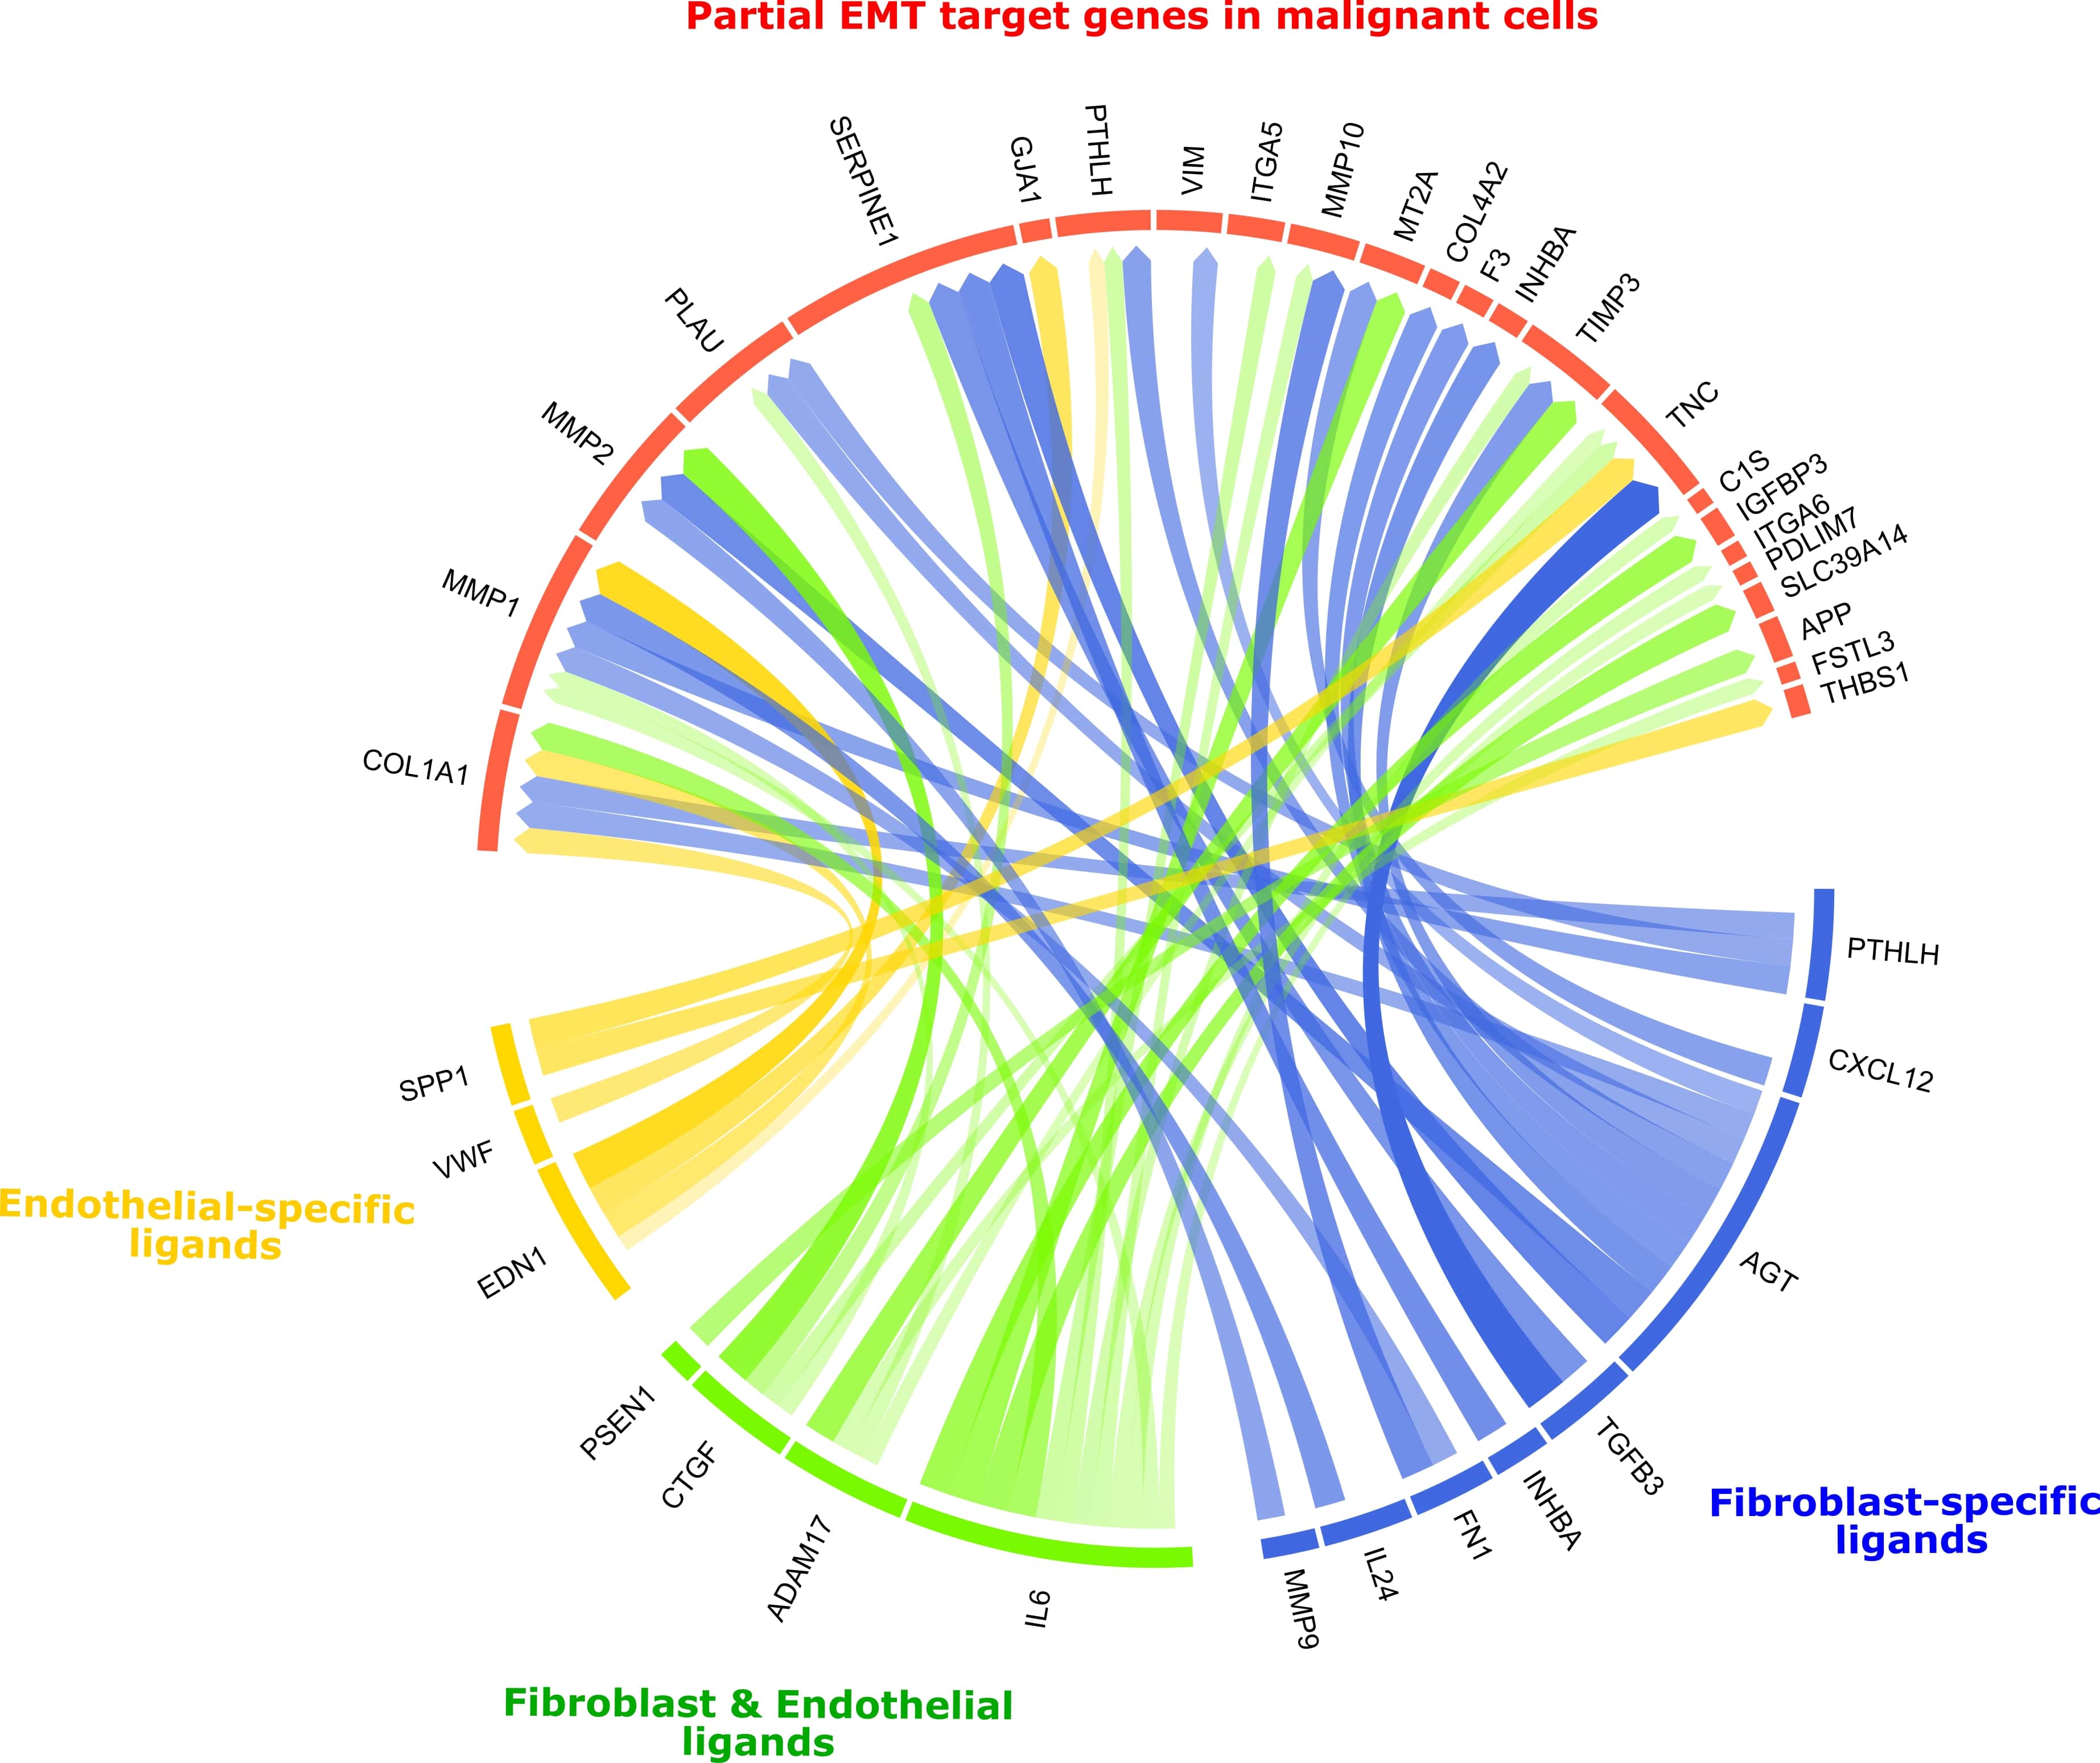 Partial EMT target genes in malignant cells
SERPINE1
GJA1
PTHLH
VIM
ITGA5
MMP10
MT2A
COL4A2
F3
INHBA
TIMP3
TNC
C1S
IGFBP3
ITGA6
PDLIM7
SLC39A14
APP
FSTL3
THBS1
PLAU
MMP2
MMP1
COL1A1
PTHLH
CXCL12
AGT
TGFB3
INHBA
FN1
IL24
MMP9
Fibroblast-specific
ligands
SPP1
VWF
EDN1
Endothelial-specific
ligands
PSEN1
CTGF
ADAM17
IL6
Fibroblast & Endothelial
ligands